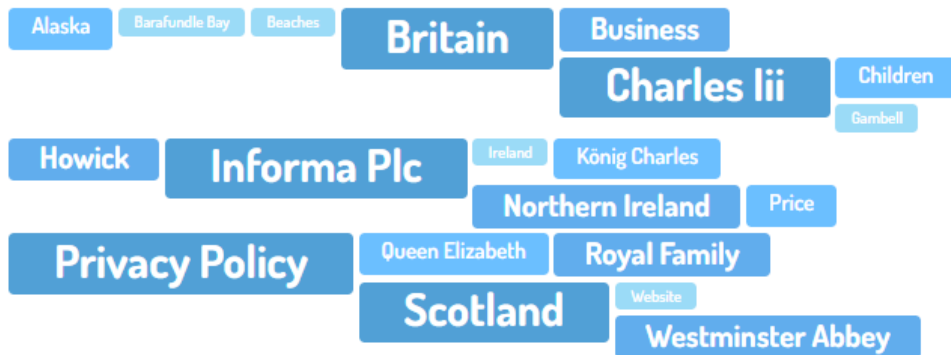 Alaska
Barafundle Bay
Beaches
Britain
Business
Charles Iii
Children
Gambell
Howick
Informa Plc
Ireland
König Charles
Northern Ireland
Price
Privacy Policy
Queen Elizabeth
Royal Family
Scotland
Website
Westminster Abbey